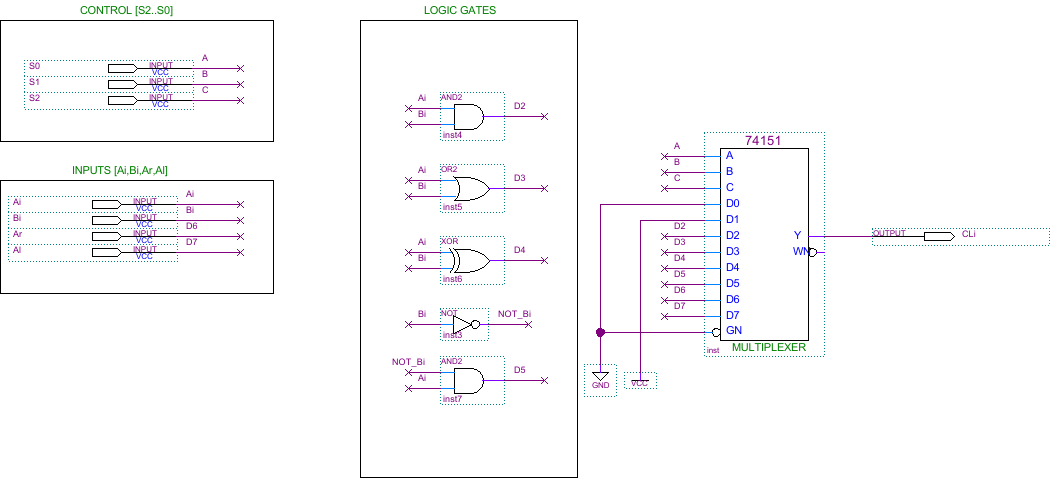 CONTROL [S2..S0]
S0
INPUT
VCC
A
S1
INPUT
VCC
B
S2
INPUT
VCC
C
INPUTS [Ai,Bi,Ar,Al]
Ai
INPUT
VCC
Ai
Bi
INPUT
VCC
Bi
Ar
INPUT
VCC
D6
Al
INPUT
VCC
D7
LOGIC GATES
Ai
Bi
AND2
inst4
D2
Ai
Bi
OR2
inst5
D3
Ai
Bi
XOR
inst6
D4
Bi
NOT
inst3
NOT_Bi
NOT_Bi
Ai
AND2
inst7
D5
74151
A
B
C
D2
D3
D4
D5
D6
D7
A
B
C
D0
D1
D2
D3
D4
D5
D6
D7
GN
Y
WN
inst
MULTIPLEXER
GND
VCC
OUTPUT
CLi